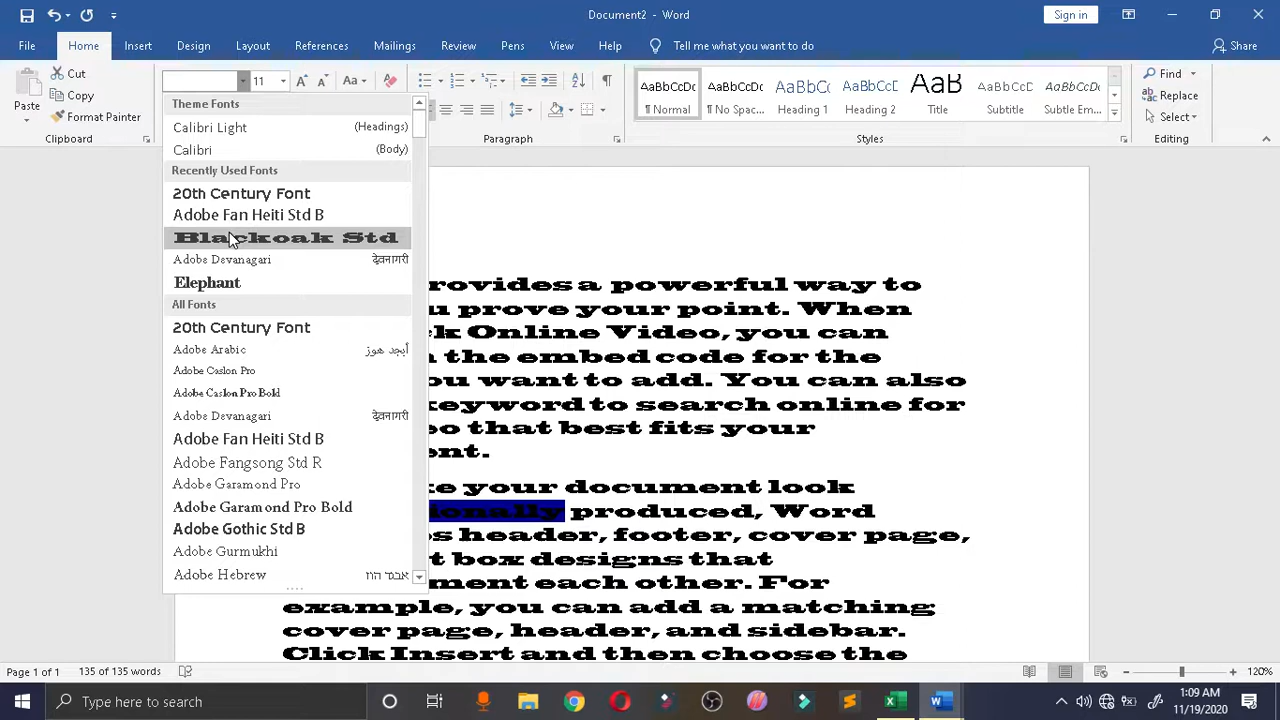 Document2 - Word
Sign in
File Home Insert Design Layout References Mailings Review Pens View Help Tell me what you want to do Share
Cut
Copy
Format Painter
Paste
Clipboard
11
Aa
Paragraph
AaBbCcDc AaBbCcDc AaBbCc AaBbCc AaB AaBbCcD AaBbCcDc
¶ Normal ¶ No Spac... Heading 1 Heading 2 Title Subtitle Subtle Em...
Styles
Find
Replace
Select
Editing
Theme Fonts
Calibri Light (Headings)
Calibri (Body)
Recently Used Fonts
20th Century Font
Adobe Fan Heiti Std B
Blackoak Std
Adobe Devanagari देवनागरी
Elephant
All Fonts
20th Century Font
Adobe Arabic أبجد هوز
Adobe Caslon Pro
Adobe Caslon Pro Bold
Adobe Devanagari देवनागरी
Adobe Fan Heiti Std B
Adobe Fangsong Std R
Adobe Garamond Pro
Adobe Garamond Pro Bold
Adobe Gothic Std B
Adobe Gurmukhi
Adobe Hebrew אבגד הוז
rovides a powerful way to
u prove your point. When
k Online Video, you can
n the embed code for the
ou want to add. You can also
keyword to search online for
eo that best fits your
ent.
ke your document look
ionally produced, Word
s header, footer, cover page,
t box designs that
ment each other. For
example, you can add a matching
cover page, header, and sidebar.
Click Insert and then choose the
Page 1 of 1 135 of 135 words
120%
Type here to search
1:09 AM
11/19/2020